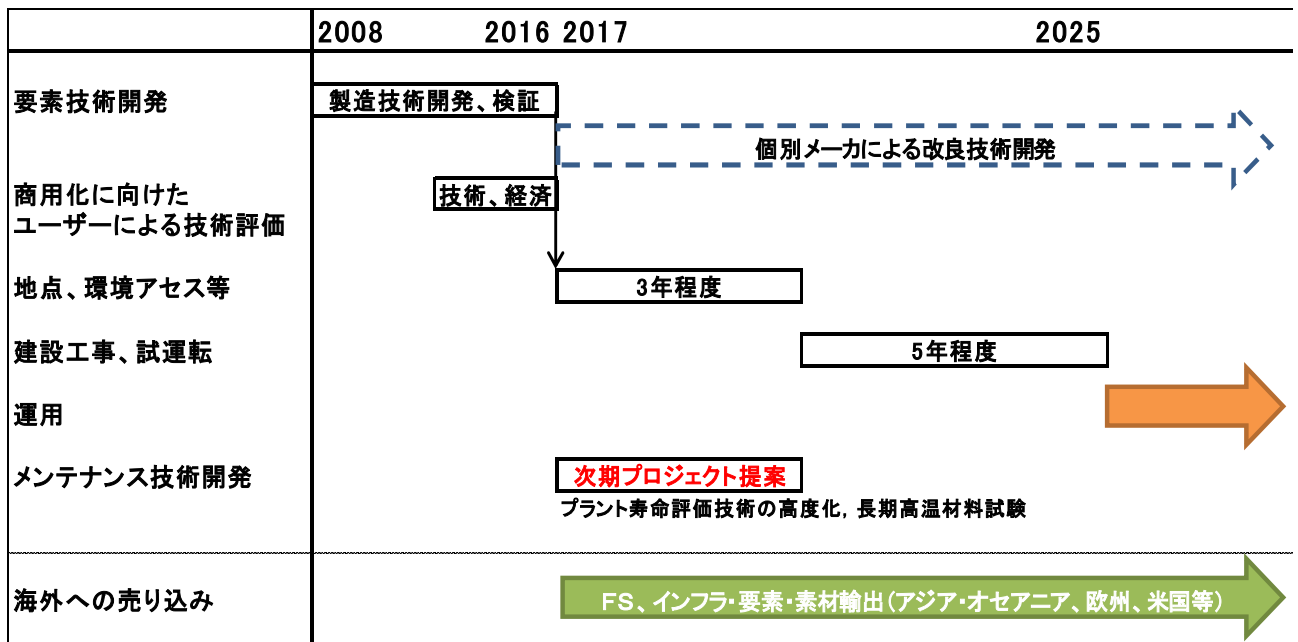 2008 2016 2017 2025
要素技術開発 製造技術開発、検証
個別メーカによる改良技術開発
商用化に向けた
ユーザーによる技術評価
技術、経済
地点、環境アセス等 3年程度
建設工事、試運転 5年程度
運用
メンテナンス技術開発 次期プロジェクト提案
プラント寿命評価技術の高度化, 長期高温材料試験
海外への売り込み FS、インフラ・要素・素材輸出(アジア・オセアニア、欧州、米国等)